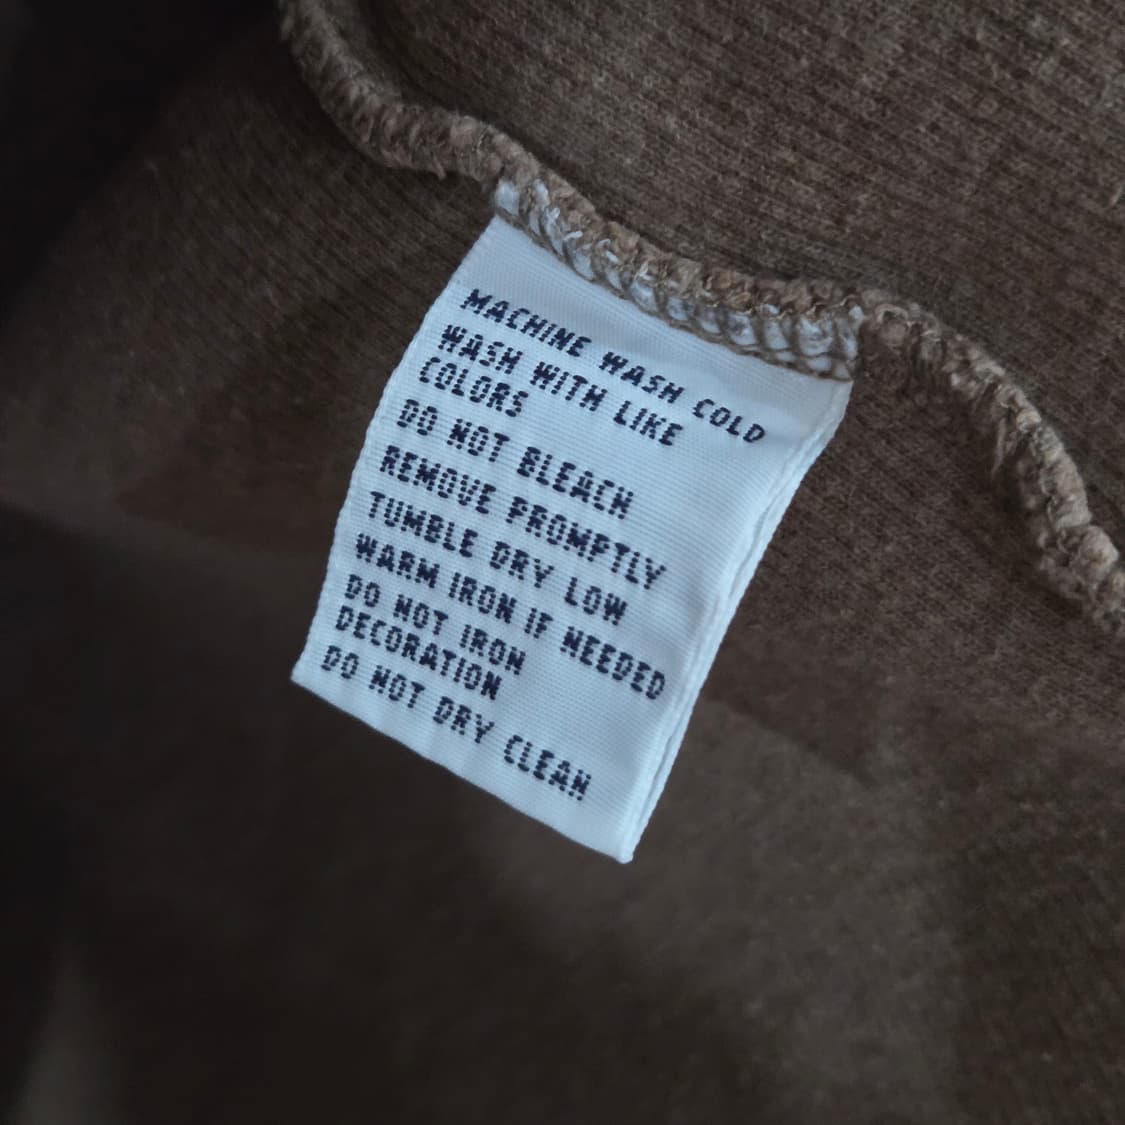 MACHINE WASH COLD
WASH WITH LIKE
COLORS
DO NOT BLEACH
REMOVE PROMPTLY
TUMBLE DRY LOW
WARM IRON IF NEEDED
DO NOT IRON
DECORATION
DO NOT DRY CLEAN